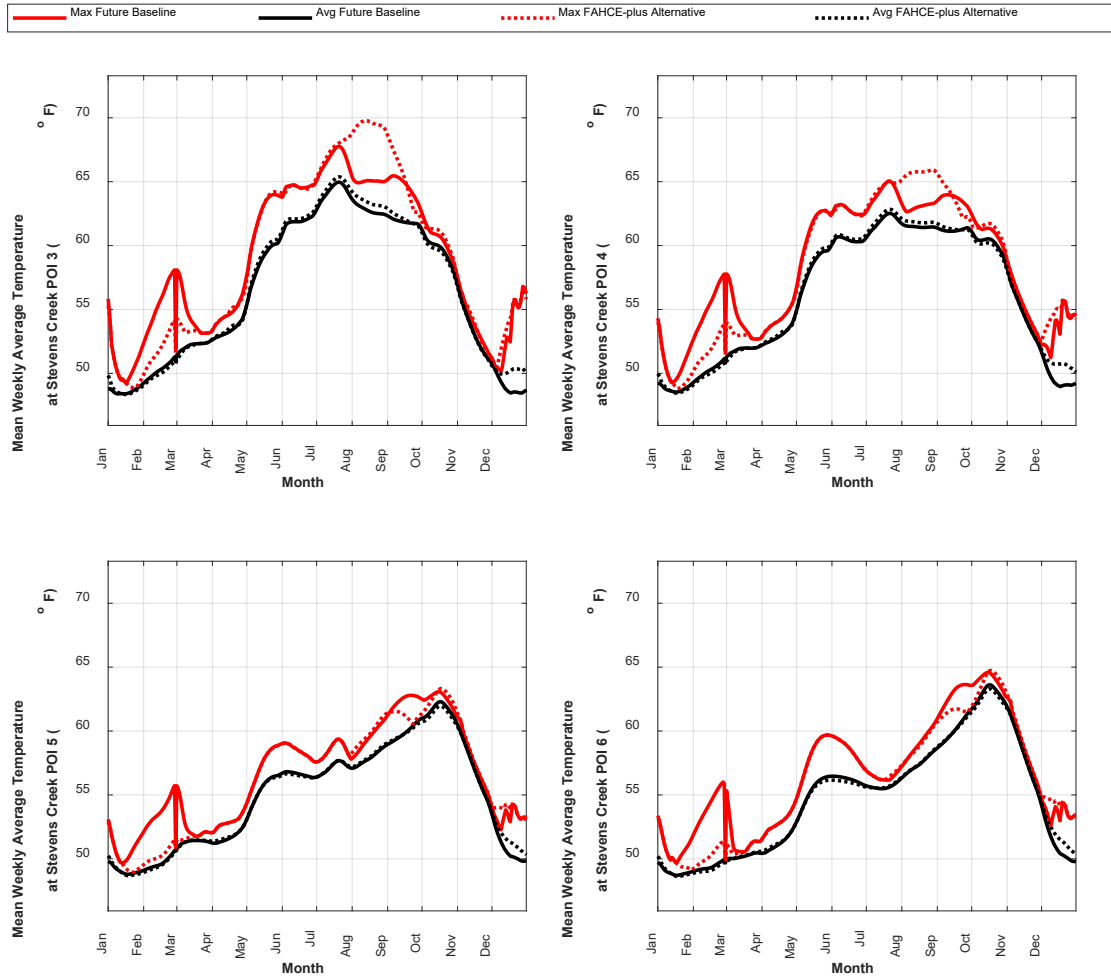 Max Future Baseline
Avg Future Baseline
Max FAHCE-plus Alternative
Avg FAHCE-plus Alternative
Mean Weekly Average Temperature
at Stevens Creek POI 3 (
o F)
70
65
60
55
50
Jan
Feb
Mar
Apr
May
Jun
Jul
Aug
Sep
Oct
Nov
Dec
Month
Mean Weekly Average Temperature
at Stevens Creek POI 4 (
o F)
70
65
60
55
50
Jan
Feb
Mar
Apr
May
Jun
Jul
Aug
Sep
Oct
Nov
Dec
Month
Mean Weekly Average Temperature
at Stevens Creek POI 5 (
o F)
70
65
60
55
50
Jan
Feb
Mar
Apr
May
Jun
Jul
Aug
Sep
Oct
Nov
Dec
Month
Mean Weekly Average Temperature
at Stevens Creek POI 6 (
o F)
70
65
60
55
50
Jan
Feb
Mar
Apr
May
Jun
Jul
Aug
Sep
Oct
Nov
Dec
Month